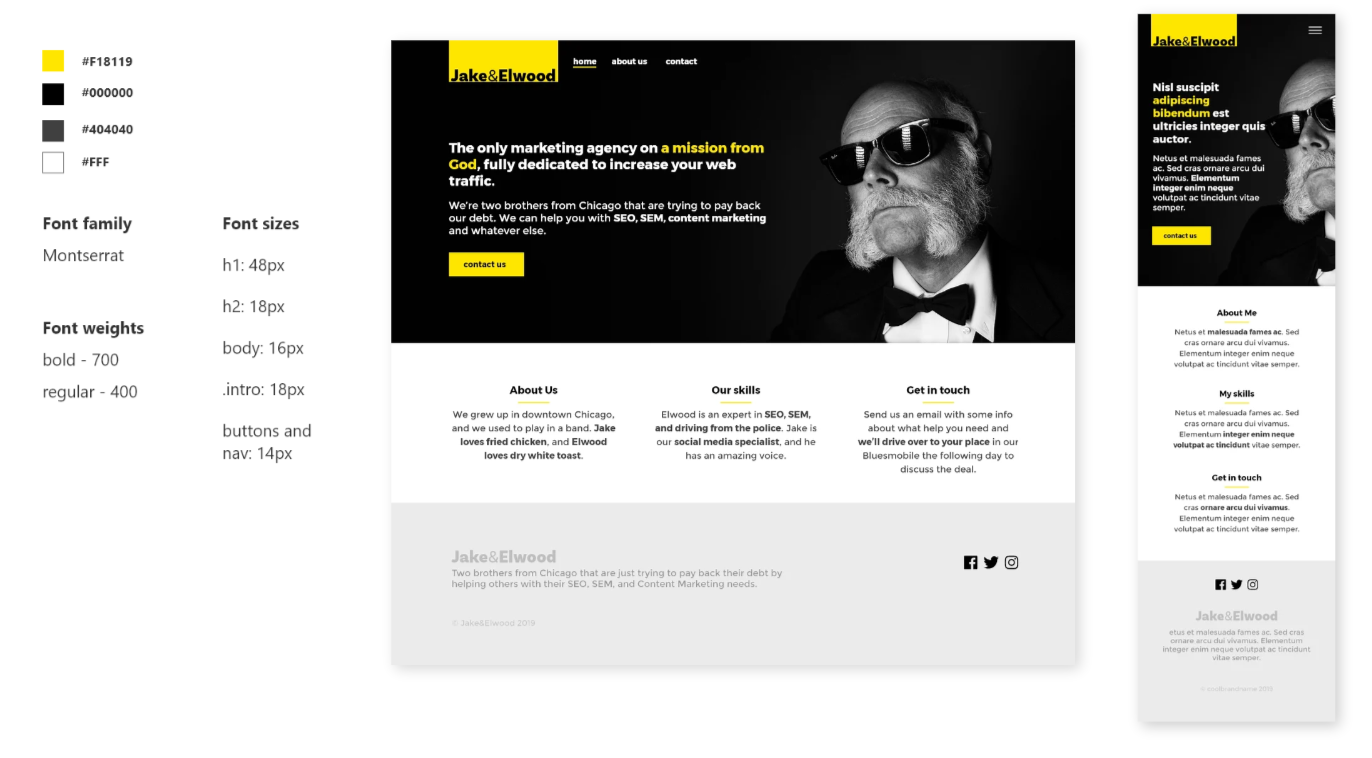 #F18119
#000000
#404040
#FFF
Font family
Montserrat
Font weights
bold - 700
regular - 400
Font sizes
h1: 48px
h2: 18px
body: 16px
.intro: 18px
buttons and
nav: 14px
Jake&Elwood
home about us contact
The only marketing agency on a mission from
God, fully dedicated to increase your web
traffic.
We're two brothers from Chicago that are trying to pay back
our debt. We can help you with SEO, SEM, content marketing
and whatever else.
contact us
About Us
We grew up in downtown Chicago,
and we used to play in a band. Jake
loves fried chicken, and Elwood
loves dry white toast.
Our skills
Elwood is an expert in SEO, SEM,
and driving from the police. Jake is
our social media specialist, and he
has an amazing voice.
Get in touch
Send us an email with some info
about what help you need and
we'll drive over to your place in our
Bluesmobile the following day to
discuss the deal.
Jake&Elwood
Two brothers from Chicago that are just trying to pay back their debt by
helping others with their SEO, SEM, and Content Marketing needs.
© Jake&Elwood 2019
Jake&Elwood
Nisl suscipit
adipiscing
bibendum est
ultricies integer quis
auctor.
Netus et malesuada fames
ac. Sed cras ornare arcu dui
vivamus. Elementum
integer enim neque
volutpat ac tincidunt vitae
semper.
contact us
About Me
Netus et malesuada fames ac. Sed
cras ornare arcu dui vivamus.
Elementum integer enim neque
volutpat ac tincidunt vitae semper.
My skills
Netus et malesuada fames ac. Sed
cras ornare arcu dui vivamus.
Elementum integer enim neque
volutpat ac tincidunt vitae semper.
Get in touch
Netus et malesuada fames ac. Sed
cras ornare arcu dui vivamus.
Elementum integer enim neque
volutpat ac tincidunt vitae semper.
Jake&Elwood
etus et malesuada fames ac. Sed cras
ornare arcu dui vivamus. Elementum
integer enim neque volutpat ac tincidunt
vitae semper.
2019